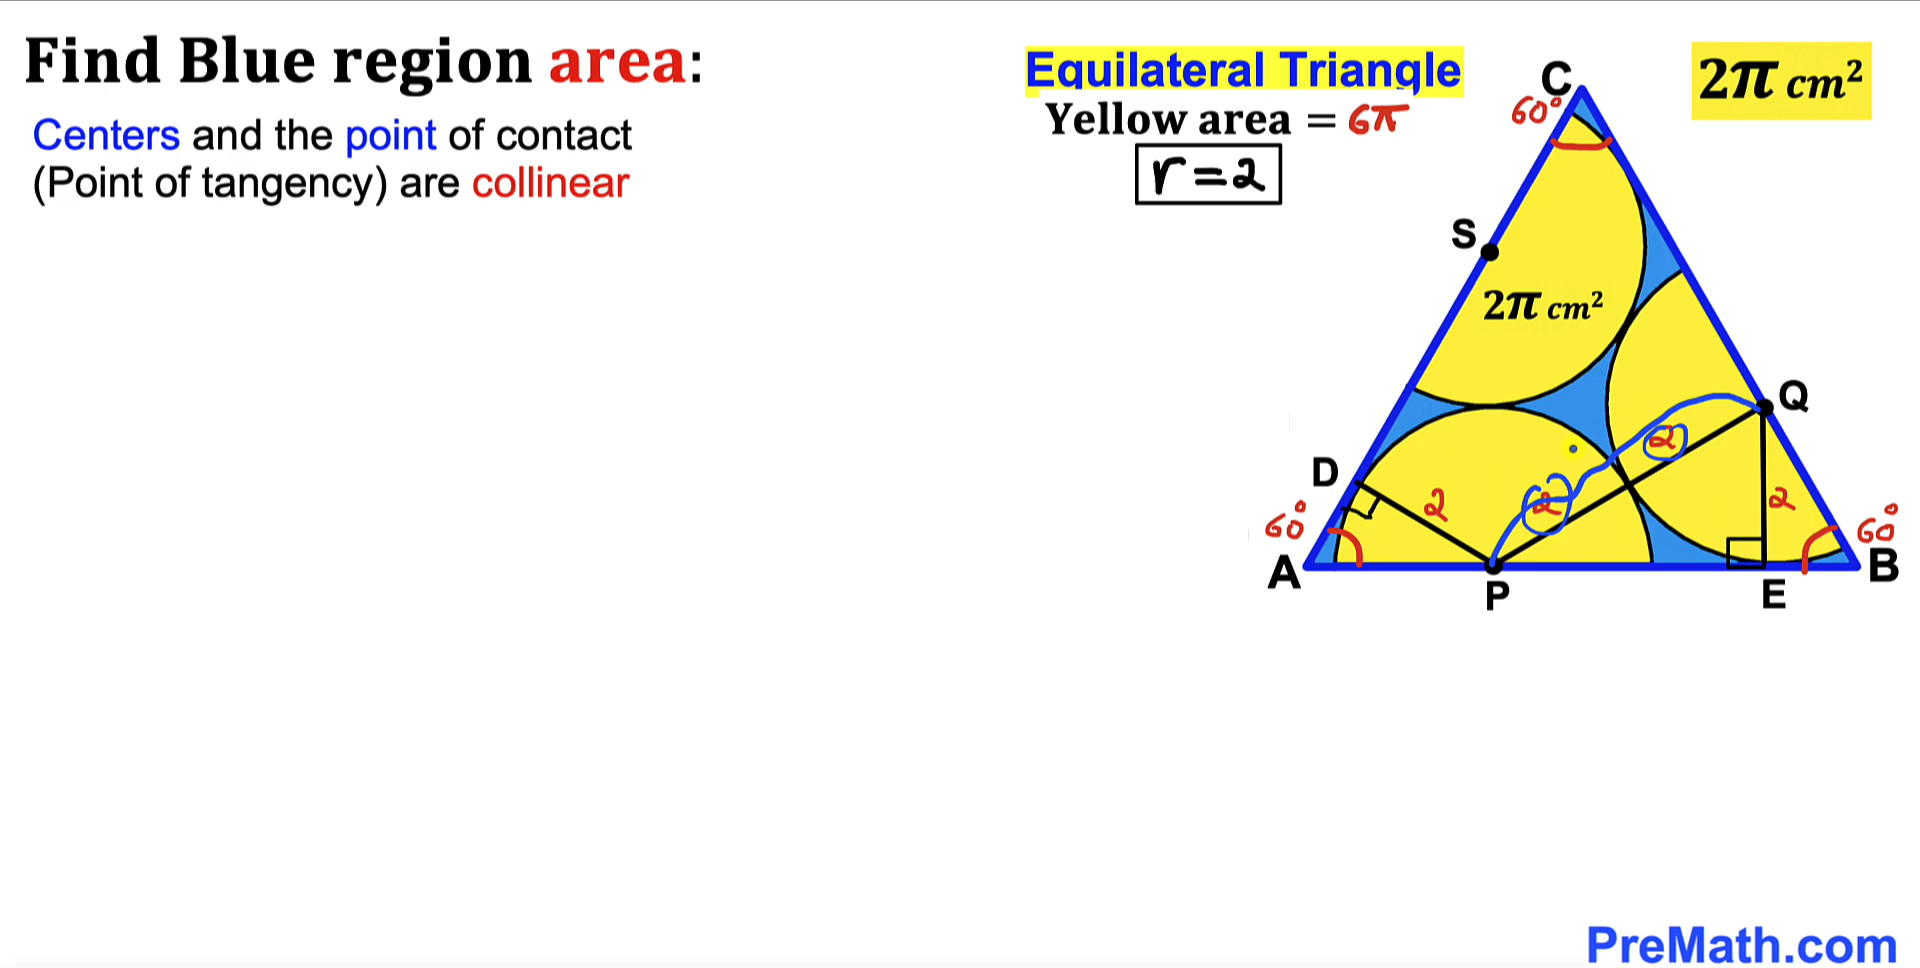 Find Blue region area:
Centers and the point of contact
(Point of tangency) are collinear
Equilateral Triangle
Yellow area = 6π
r=2
2π cm²
C
60°
S
2π cm²
Q
2
D
2
2
2
60°
60°
A
B
P
E
PreMath.com